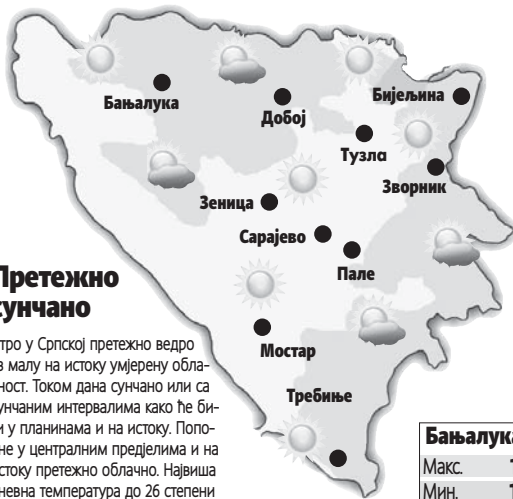 Бањалука
Добој
Бијељина
Тузла
Зворник
Зеница
Сарајево
Пале
Мостар
Требиње
Претежно
сунчано
тро у Српској претежно ведро
з малу на истоку умјерену обла-
ност. Током дана сунчано или са
унчаним интервалима како ће би-
и у планинама и на истоку. Попо-
не у централним предјелима и на
стоку претежно облачно. Највиша
невна температура до 26 степени
Бањалука
Макс.
Мин.